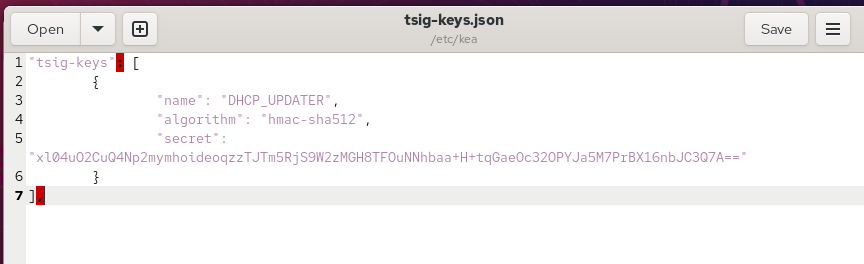 Open
tsig-keys.json
/etc/kea
Save
1 "tsig-keys": [
2 {
3 "name": "DHCP_UPDATER",
4 "algorithm": "hmac-sha512",
5 "secret":
"xl04uO2CuQ4Np2mymhoideoqzzTJTm5RjS9W2zMGH8TFOuNNhbaa+H+tqGaeOc32OPYJa5M7PrBX16nbJC3Q7A=="
6 }
7 ],